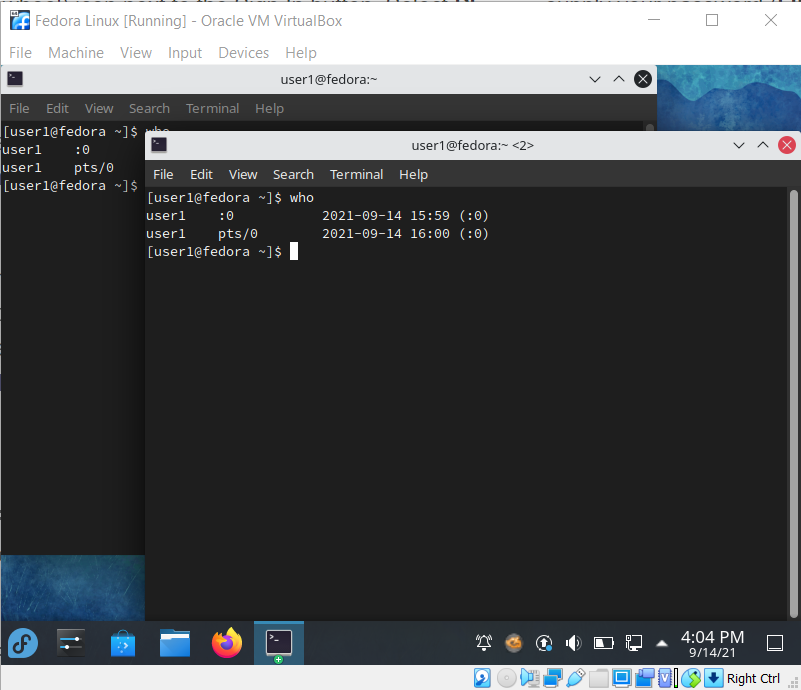 Fedora Linux [Running] - Oracle VM VirtualBox
File Machine View Input Devices Help
user1@fedora:~
File Edit View Search Terminal Help
[user1@fedora ~]$ who
user1 :0
user1 pts/0
[user1@fedora ~]$
user1@fedora:~ <2>
File Edit View Search Terminal Help
[user1@fedora ~]$ who
user1 :0 2021-09-14 15:59 (:0)
user1 pts/0 2021-09-14 16:00 (:0)
[user1@fedora ~]$
4:04 PM
9/14/21
Right Ctrl